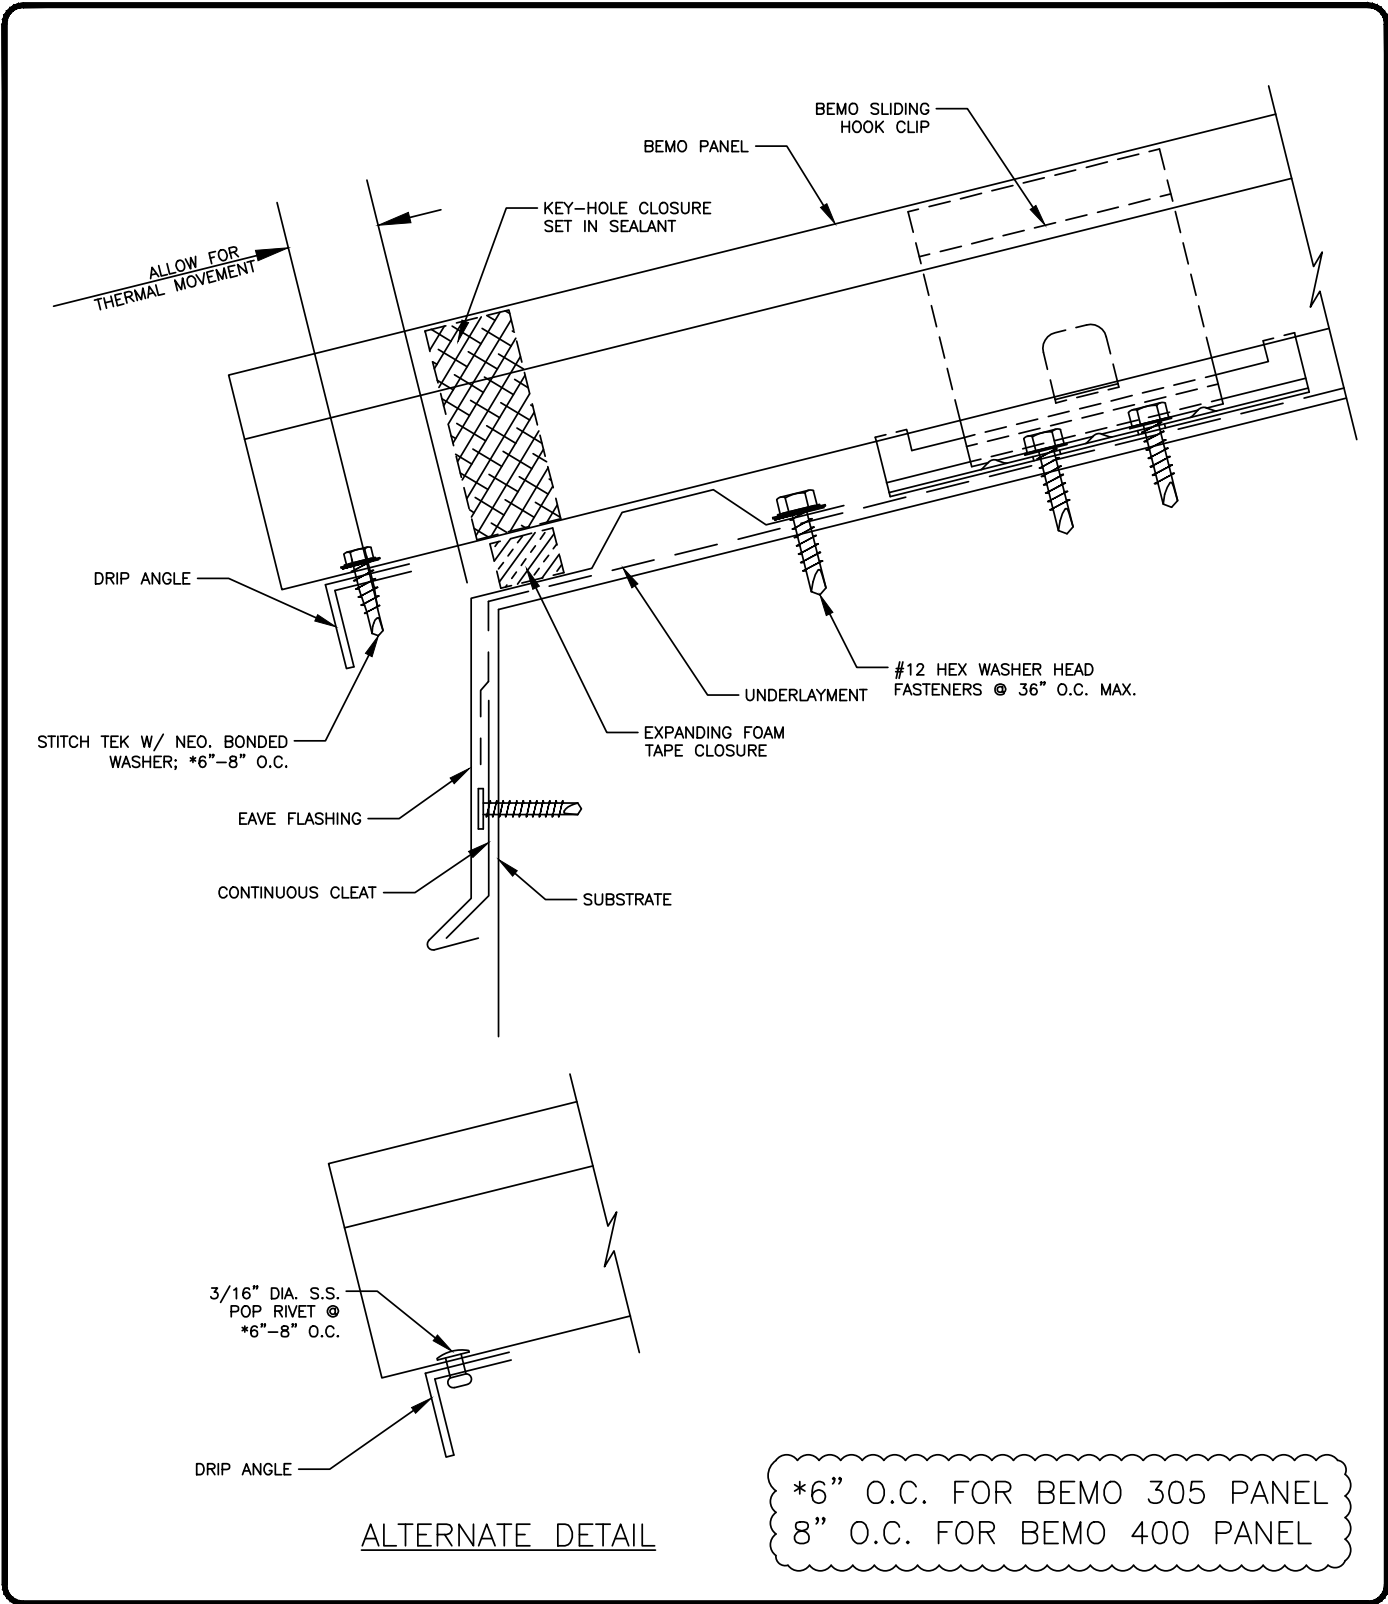 BEMO SLIDING
HOOK CLIP
BEMO PANEL
KEY-HOLE CLOSURE
SET IN SEALANT
ALLOW FOR
THERMAL MOVEMENT
DRIP ANGLE
#12 HEX WASHER HEAD
FASTENERS @ 36" O.C. MAX.
UNDERLAYMENT
EXPANDING FOAM
TAPE CLOSURE
STITCH TEK W/ NEO. BONDED
WASHER; *6"-8" O.C.
EAVE FLASHING
CONTINUOUS CLEAT
SUBSTRATE
3/16" DIA. S.S.
POP RIVET @
*6"-8" O.C.
DRIP ANGLE
ALTERNATE DETAIL
*6" O.C. FOR BEMO 305 PANEL
8" O.C. FOR BEMO 400 PANEL